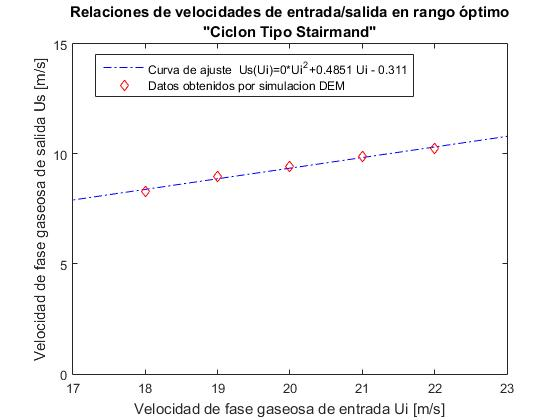 Relaciones de velocidades de entrada/salida en rango óptimo
"Ciclon Tipo Stairmand"
15
Curva de ajuste  Us(Ui)=0*Ui²+0.4851 Ui - 0.311
Datos obtenidos por simulacion DEM
10
5
0
Velocidad de fase gaseosa de salida Us [m/s]
17 18 19 20 21 22 23
Velocidad de fase gaseosa de entrada Ui [m/s]